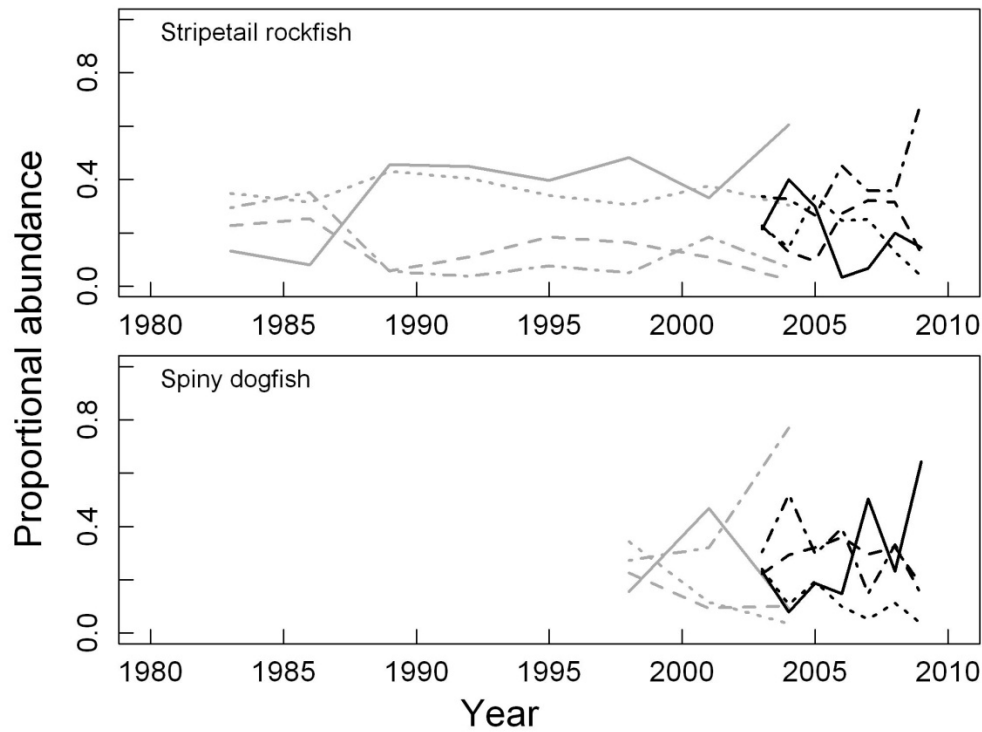 Proportional abundance
Stripetail rockfish
0.8
0.4
0.0
1980 1985 1990 1995 2000 2005 2010
Spiny dogfish
0.8
0.4
0.0
1980 1985 1990 1995 2000 2005 2010
Year